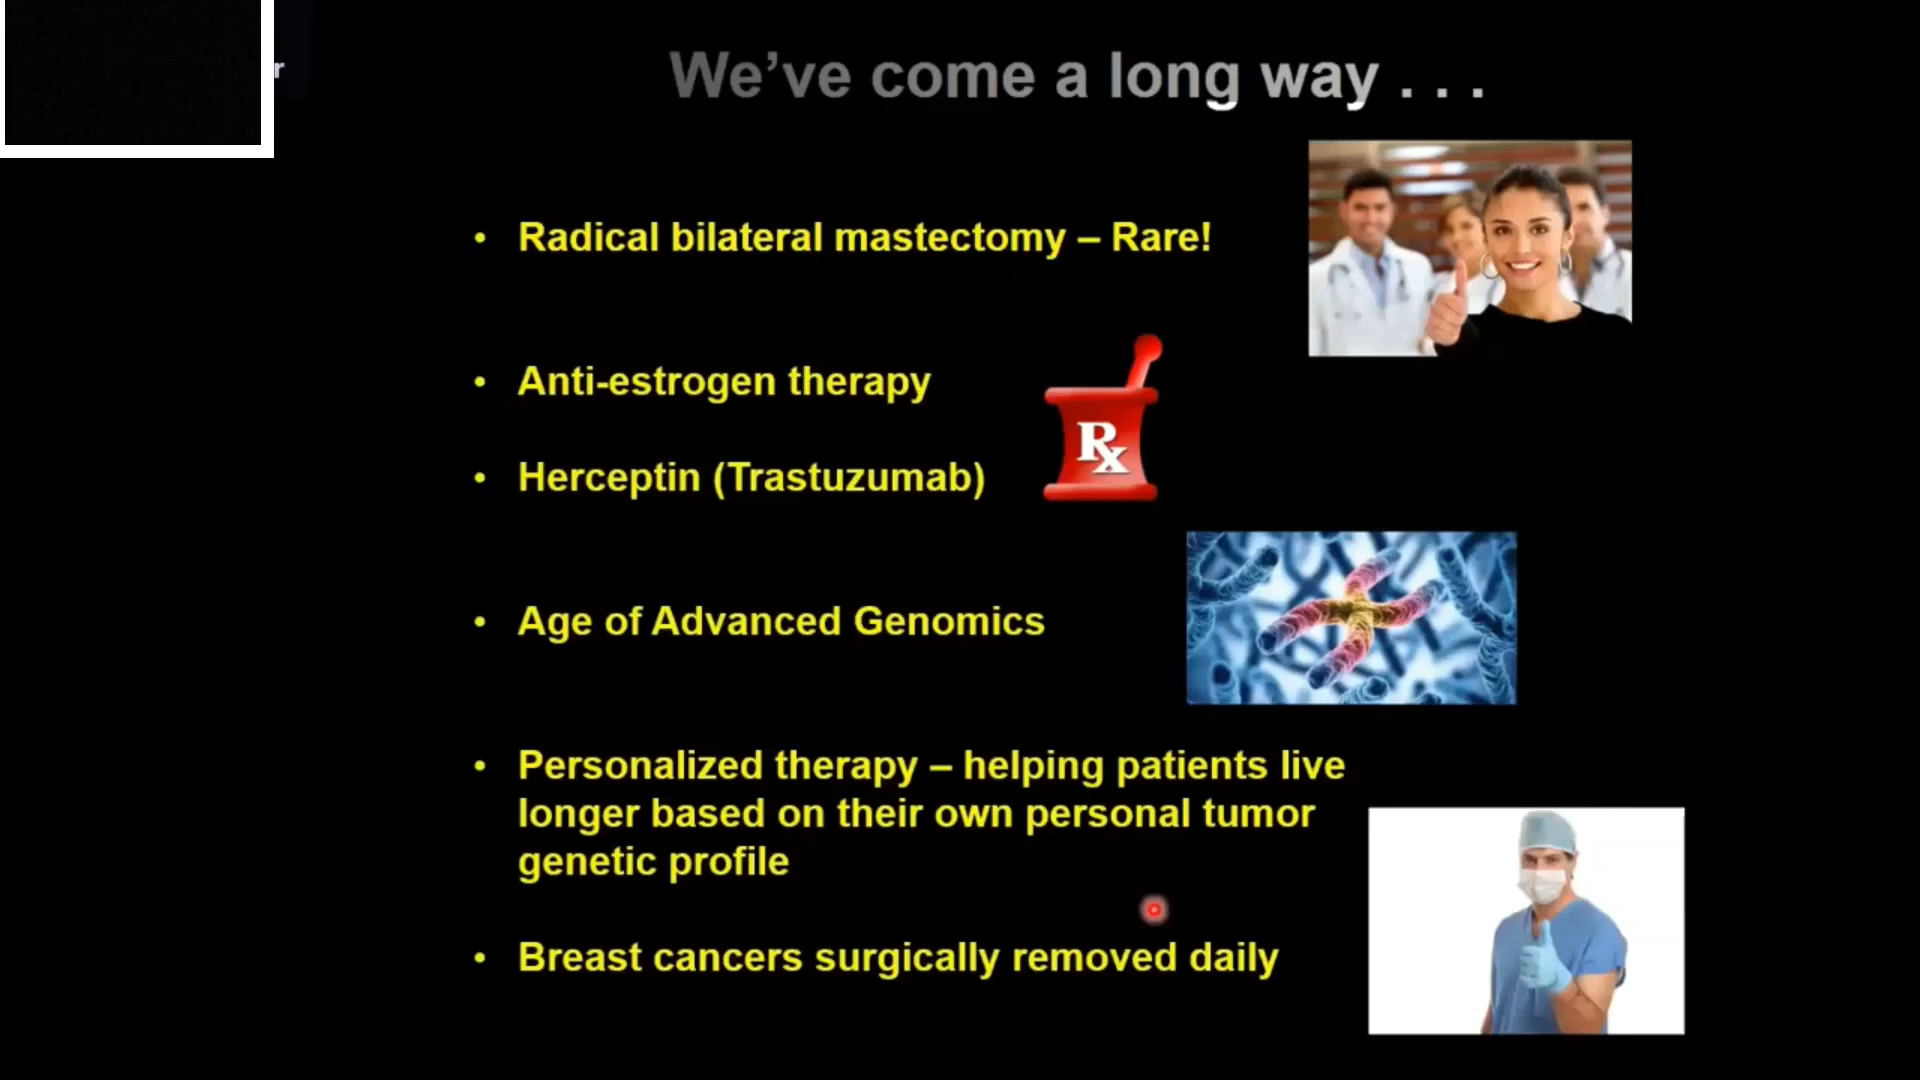 r
We’ve come a long way . . .
• Radical bilateral mastectomy – Rare!
• Anti-estrogen therapy
Rx
• Herceptin (Trastuzumab)
• Age of Advanced Genomics
• Personalized therapy – helping patients live
longer based on their own personal tumor
genetic profile
• Breast cancers surgically removed daily